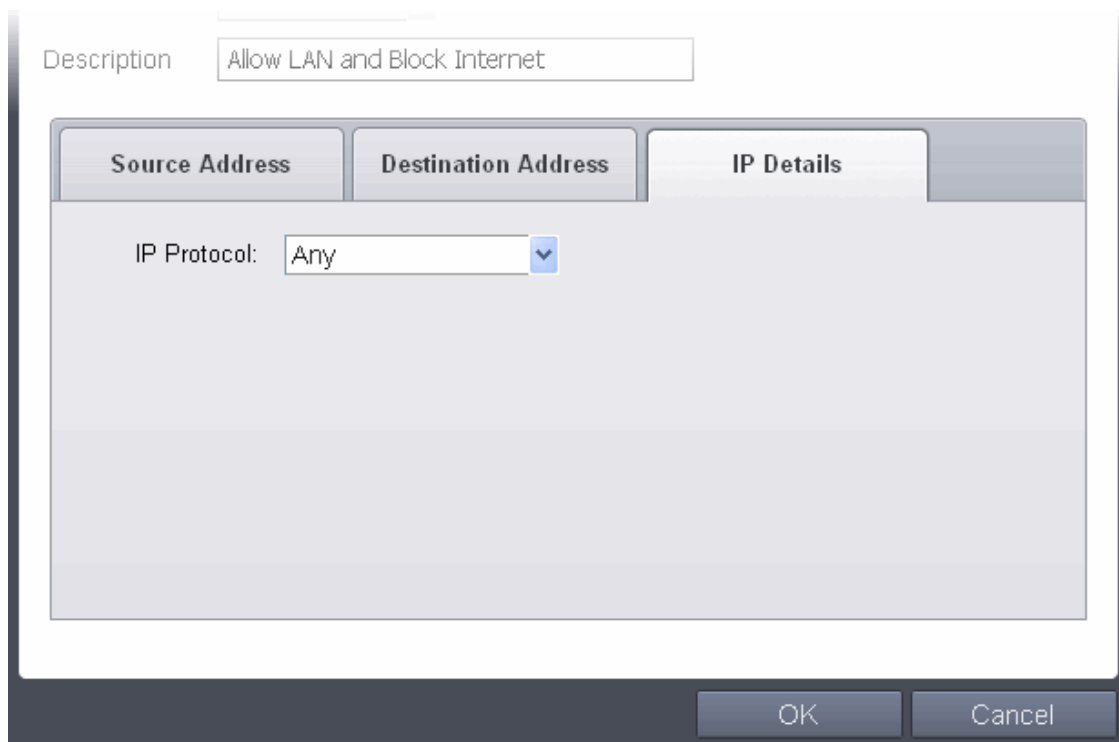 Description Allow LAN and Block Internet
Source Address Destination Address IP Details
IP Protocol: Any
OK Cancel